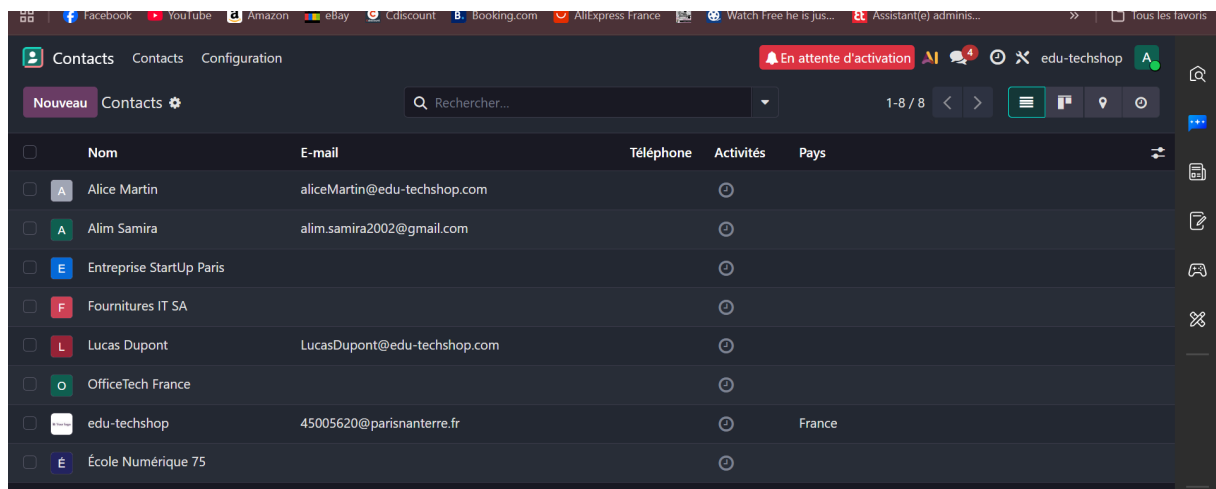 Facebook YouTube Amazon eBay Cdiscount Booking.com AliExpress France Watch Free he is jus... Assistant(e) adminis... » Tous les favoris
Contacts Contacts Configuration En attente d'activation 4 edu-techshop A
Nouveau Contacts Rechercher... 1-8 / 8
Nom E-mail Téléphone Activités Pays
A Alice Martin aliceMartin@edu-techshop.com
A Alim Samira alim.samira2002@gmail.com
E Entreprise StartUp Paris
F Fournitures IT SA
L Lucas Dupont LucasDupont@edu-techshop.com
O OfficeTech France
edu-techshop 45005620@parisnanterre.fr France
É École Numérique 75